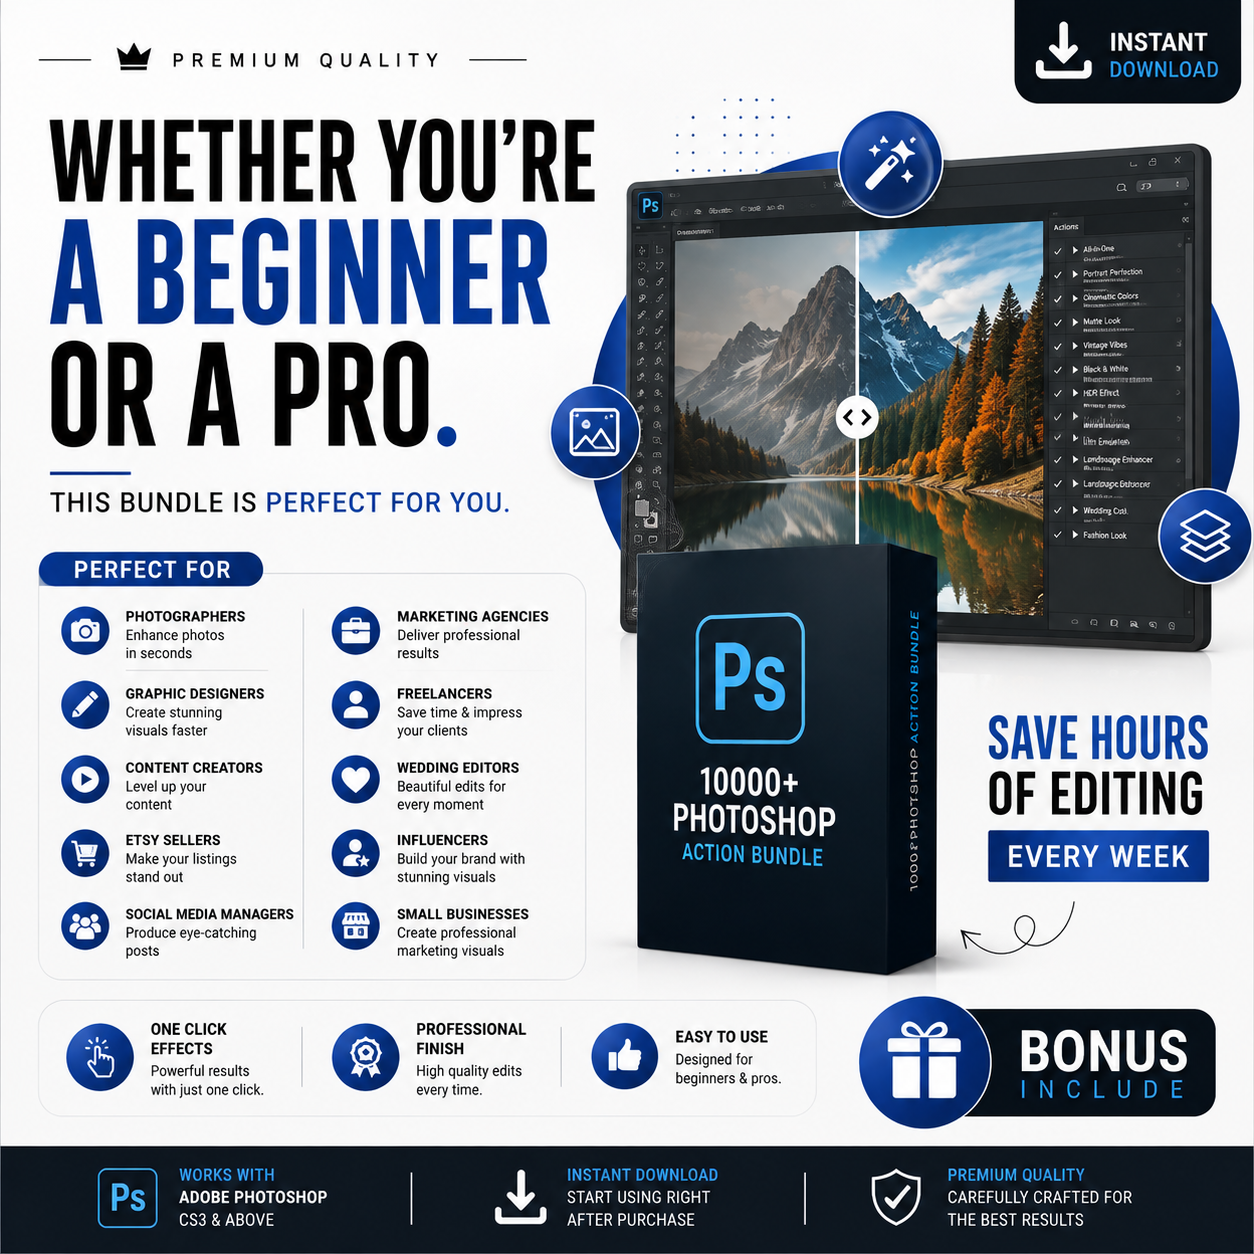 PREMIUM QUALITY
INSTANT
DOWNLOAD
WHETHER YOU'RE
A BEGINNER
OR A PRO.
THIS BUNDLE IS PERFECT FOR YOU.
Ps
Actions
All-in-One
Portrait Perfection
Cinematic Colors
Matte Look
Vintage Vibes
Black & White
HDR Effect
Landscape Enhancer
Landscape Enhancer
Wedding
Fashion Look
PERFECT FOR
PHOTOGRAPHERS
Enhance photos
in seconds
GRAPHIC DESIGNERS
Create stunning
visuals faster
CONTENT CREATORS
Level up your
content
ETSY SELLERS
Make your listings
stand out
SOCIAL MEDIA MANAGERS
Produce eye-catching
posts
MARKETING AGENCIES
Deliver professional
results
FREELANCERS
Save time & impress
your clients
WEDDING EDITORS
Beautiful edits for
every moment
INFLUENCERS
Build your brand with
stunning visuals
SMALL BUSINESSES
Create professional
marketing visuals
Ps
10000+
PHOTOSHOP
ACTION BUNDLE
PHOTSHOP ACTION BUNDLE
SAVE HOURS
OF EDITING
EVERY WEEK
ONE CLICK
EFFECTS
Powerful results
with just one click.
PROFESSIONAL
FINISH
High quality edits
every time.
EASY TO USE
Designed for
beginners & pros.
BONUS
INCLUDE
Ps
WORKS WITH
ADOBE PHOTOSHOP
CS3 & ABOVE
INSTANT DOWNLOAD
START USING RIGHT
AFTER PURCHASE
PREMIUM QUALITY
CAREFULLY CRAFTED FOR
THE BEST RESULTS